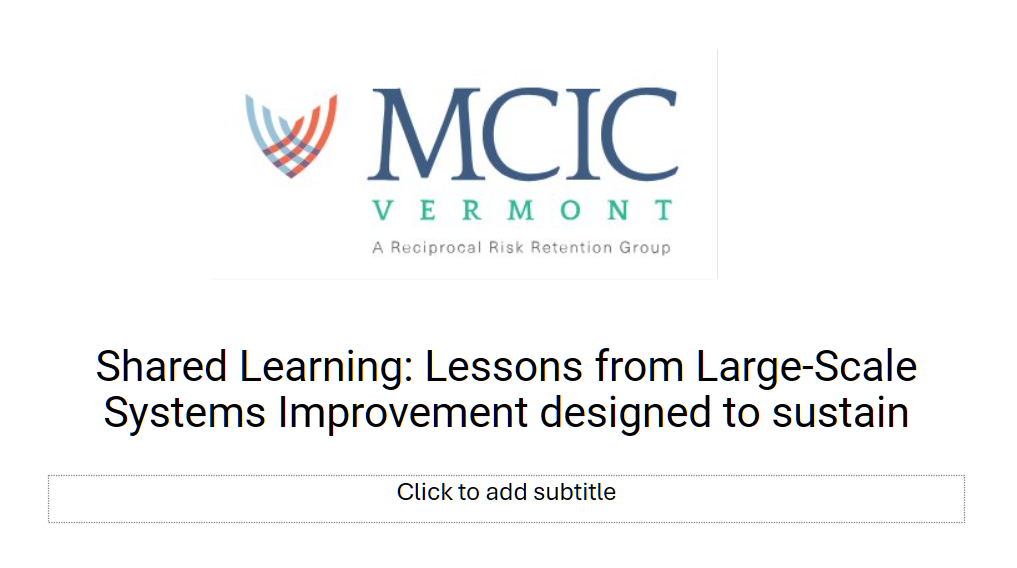 MCIC
VERMONT
A Reciprocal Risk Retention Group
Shared Learning: Lessons from Large-Scale
Systems Improvement designed to sustain
Click to add subtitle